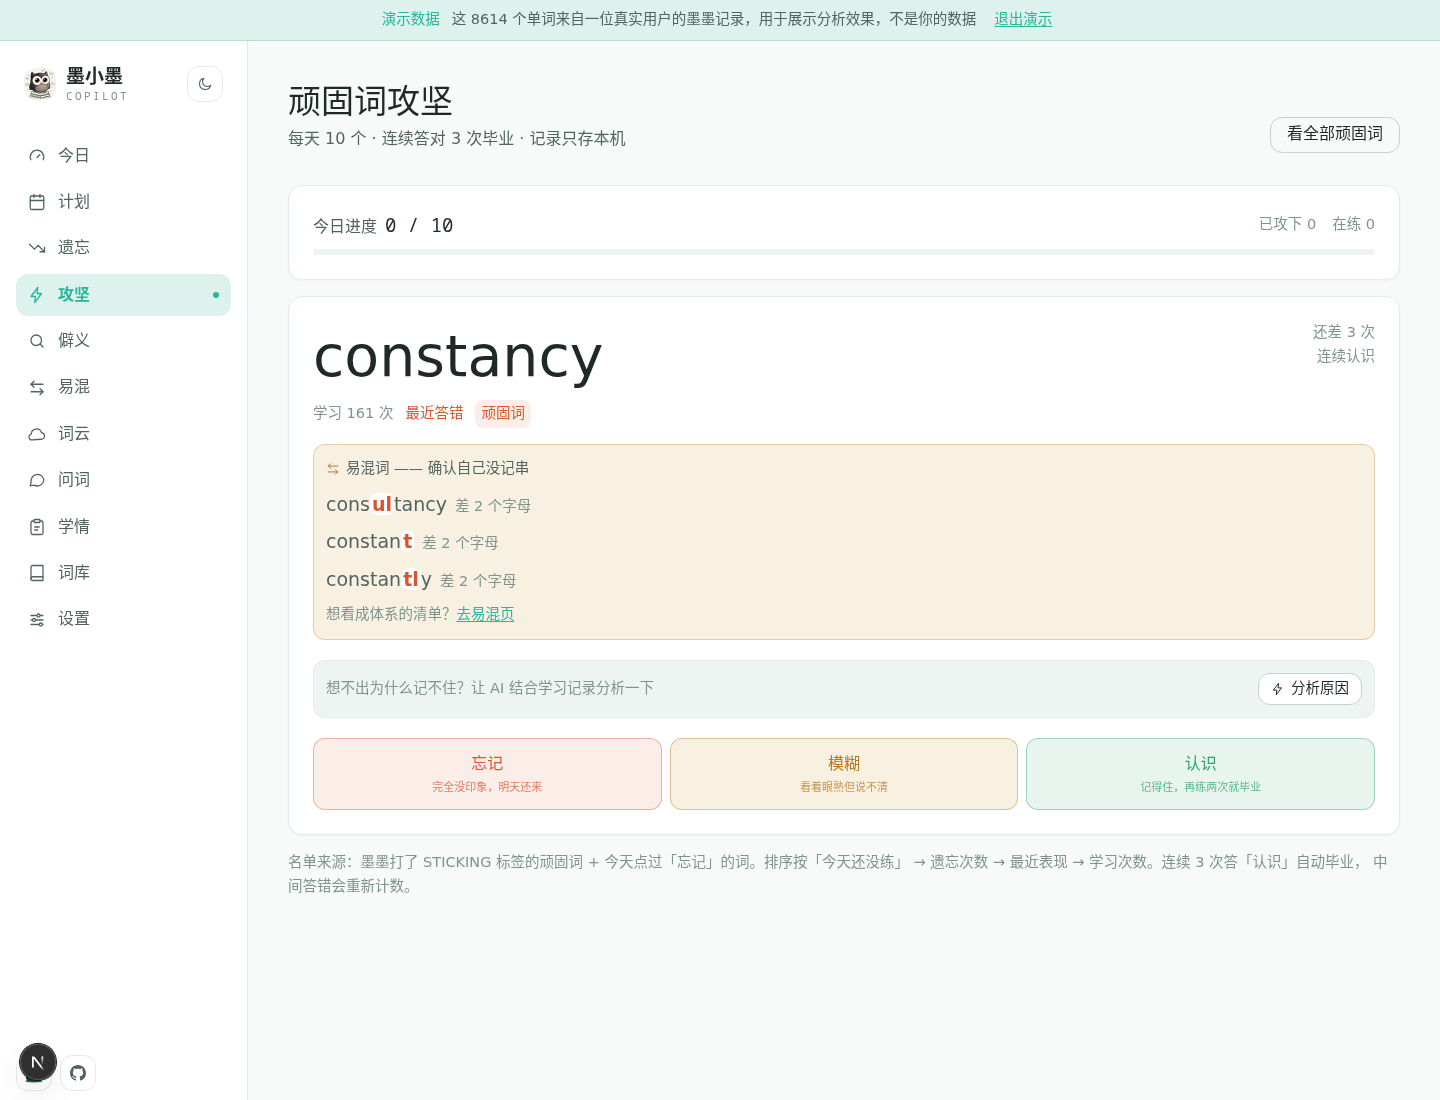 演示数据 这 8614 个单词来自一位真实用户的墨墨记录，用于展示分析效果，不是你的数据 退出演示
墨小墨
COPILOT
今日
计划
遗忘
攻坚
僻义
易混
词云
问词
学情
词库
设置
顽固词攻坚
每天 10 个 · 连续答对 3 次毕业 · 记录只存本机
看全部顽固词
今日进度 0 / 10
已攻下 0 在练 0
constancy
还差 3 次
连续认识
学习 161 次 最近答错 顽固词
易混词 —— 确认自己没记串
consultancy 差 2 个字母
constant 差 2 个字母
constantly 差 2 个字母
想看成体系的清单？去易混页
想不出为什么记不住？让 AI 结合学习记录分析一下
分析原因
忘记
完全没印象，明天还来
模糊
看着眼熟但说不清
认识
记得住，再练两次就毕业
名单来源：墨墨打了 STICKING 标签的顽固词 + 今天点过「忘记」的词。排序按「今天还没练」 → 遗忘次数 → 最近表现 → 学习次数。连续 3 次答「认识」自动毕业， 中
间答错会重新计数。
N